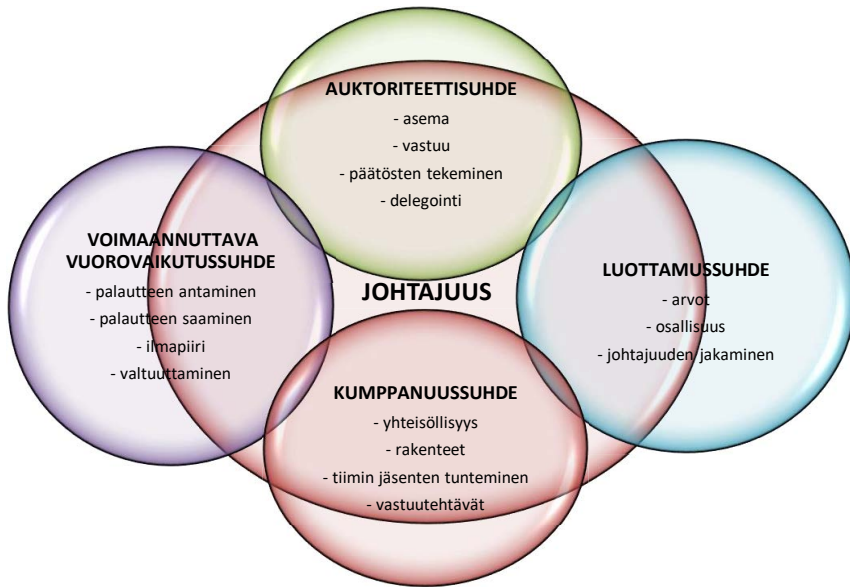 AUKTORITEETTISUHDE
- asema
- vastuu
- päätösten tekeminen
- delegointi
VOIMAANNUTTAVA
VUOROVAIKUTUSSUHDE
- palautteen antaminen
- palautteen saaminen
- ilmapiiri
- valtuuttaminen
JOHTAJUUS
LUOTTAMUSSUHDE
- arvot
- osallisuus
- johtajuuden jakaminen
KUMPPANUUSSUHDE
- yhteisöllisyys
- rakenteet
- tiimin jäsenten tunteminen
- vastuutehtävät